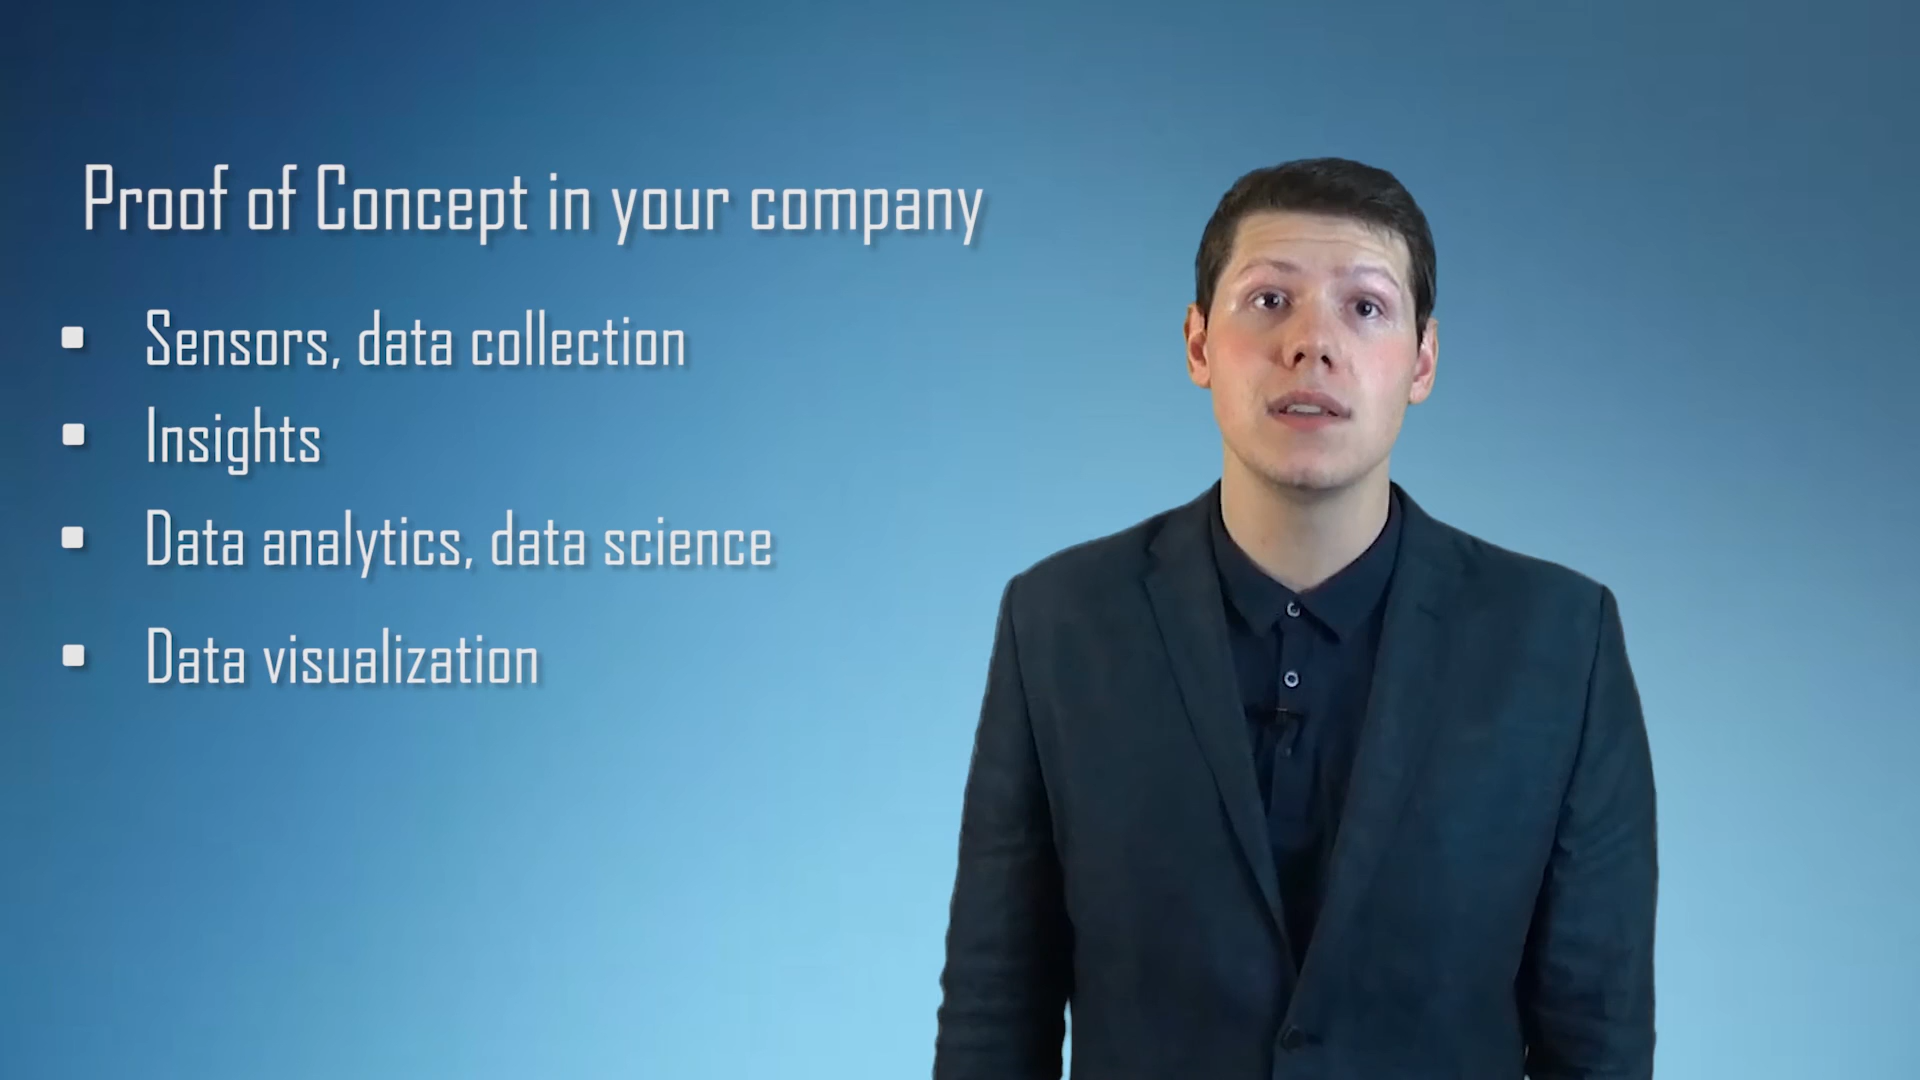 Proof of Concept in your company
▪ Sensors, data collection
▪ Insights
▪ Data analytics, data science
▪ Data visualization